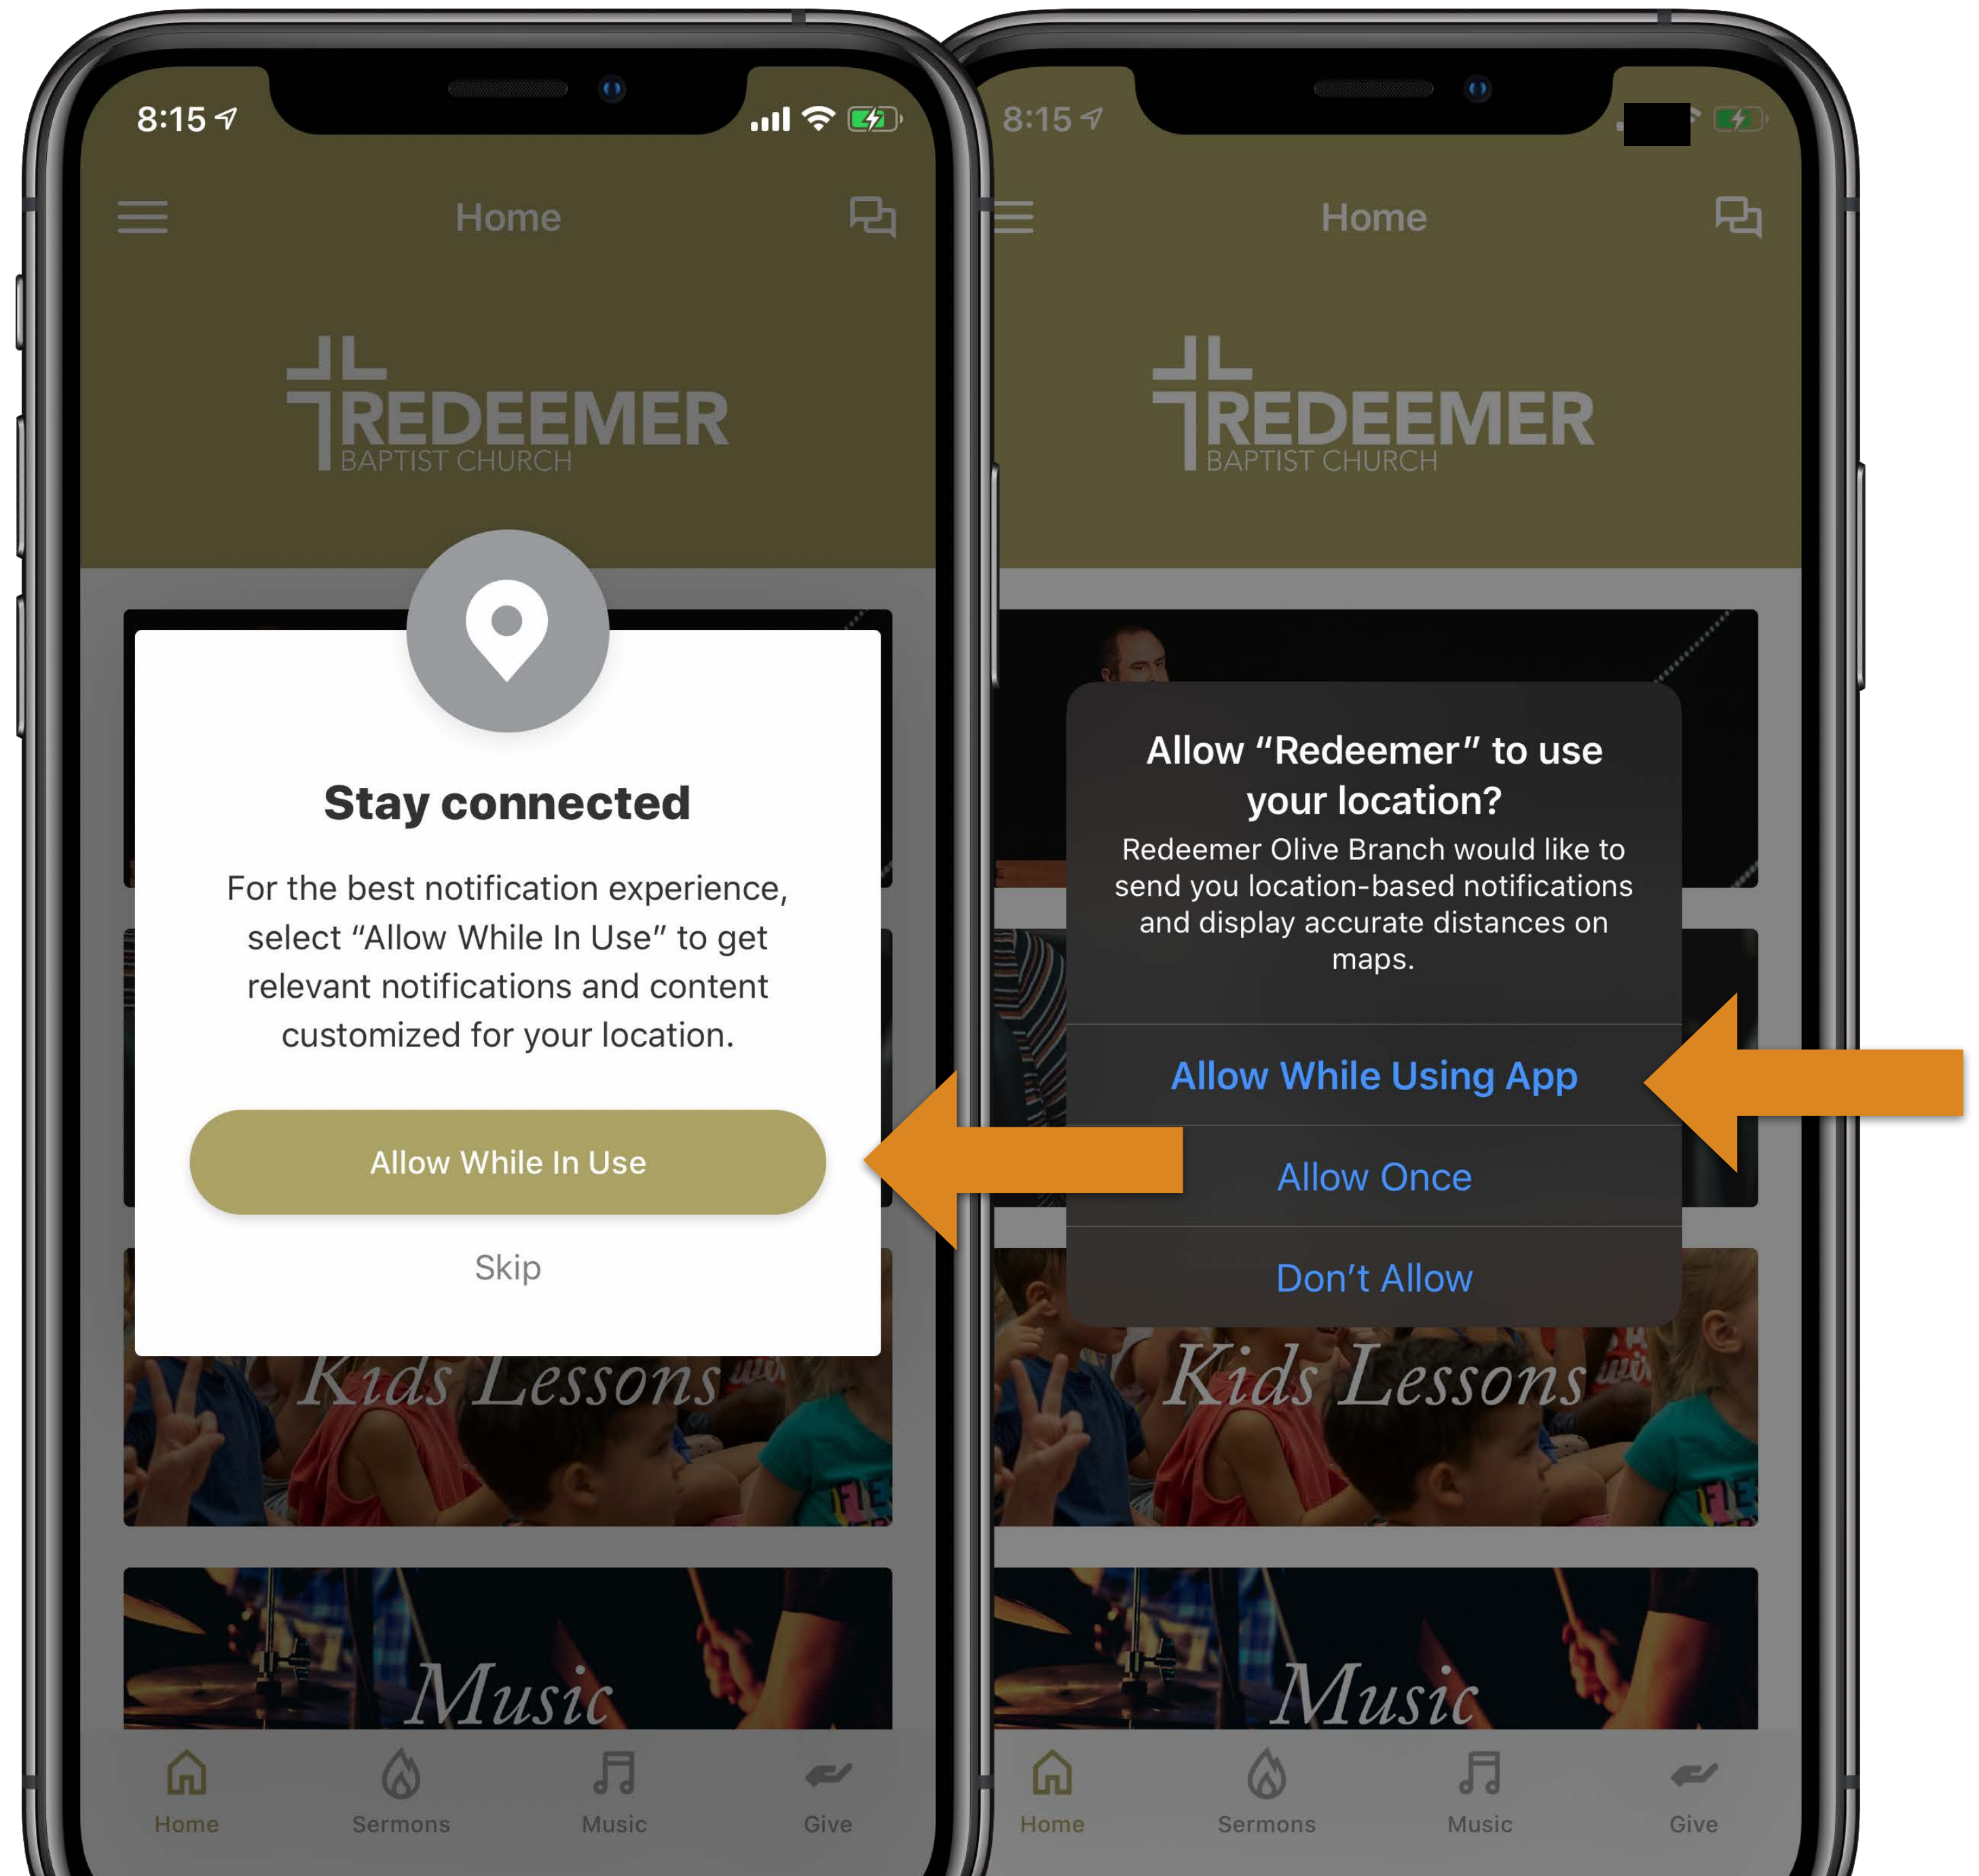 8:15
Home
REDEEMER
BAPTIST CHURCH
Stay connected
For the best notification experience,
select “Allow While In Use” to get
relevant notifications and content
customized for your location.
Allow While In Use
Skip
Kids Lessons
Music
Home
Sermons
Music
Give
8:15
Home
REDEEMER
BAPTIST CHURCH
Allow “Redeemer” to use
your location?
Redeemer Olive Branch would like to
send you location-based notifications
and display accurate distances on
maps.
Allow While Using App
Allow Once
Don’t Allow
Kids Lessons
Music
Home
Sermons
Music
Give